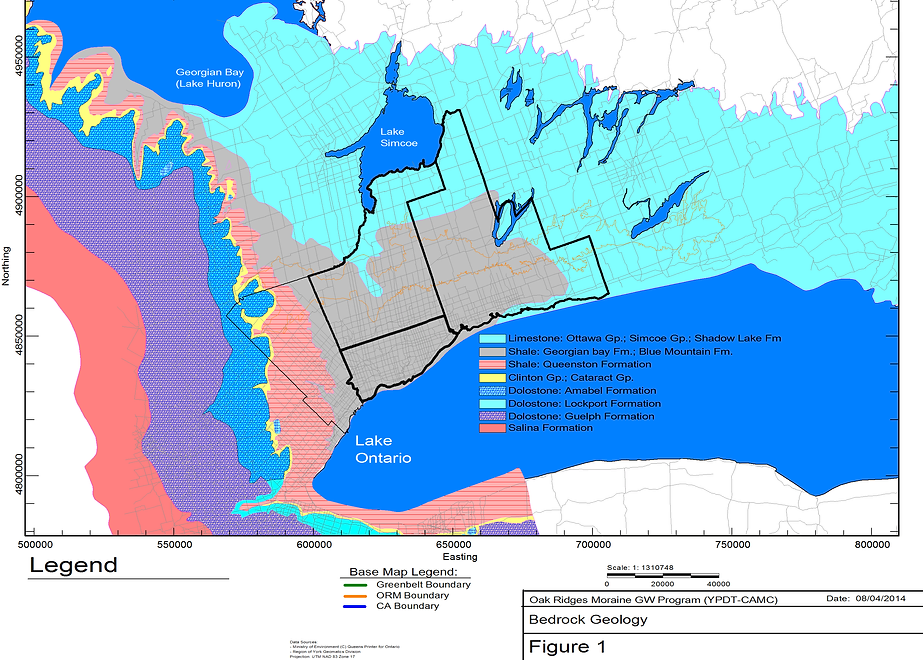 Georgian Bay
(Lake Huron)
Lake
Simcoe
Northing
4950000
4900000
4850000
4800000
Limestone: Ottawa Gp.; Simcoe Gp.; Shadow Lake Fm
Shale: Georgian bay Fm.; Blue Mountain Fm.
Shale: Queenston Formation
Clinton Gp.; Cataract Gp.
Dolostone: Amabel Formation
Dolostone: Lockport Formation
Dolostone: Guelph Formation
Salina Formation
Lake
Ontario
500000 550000 600000 650000 700000 750000 800000
Easting
Legend
Base Map Legend:
Greenbelt Boundary
ORM Boundary
CA Boundary
Scale: 1: 1310748
0 20000 40000
Oak Ridges Moraine GW Program (YPDT-CAMC) Date: 08/04/2014
Bedrock Geology
Figure 1
Data Sources
- Ministry of Environment (C) Queens Printer for Ontario
- Region of York Geomatics Division
Projection: UTM NAD 83 Zone 17